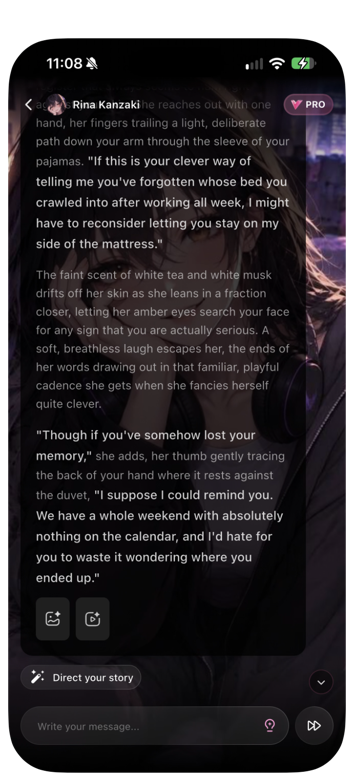 11:08
Rina Kanzaki
PRO
he reaches out with one
hand, her fingers trailing a light, deliberate
path down your arm through the sleeve of your
pajamas. "If this is your clever way of
telling me you've forgotten whose bed you
crawled into after working all week, I might
have to reconsider letting you stay on my
side of the mattress."
The faint scent of white tea and white musk
drifts off her skin as she leans in a fraction
closer, letting her amber eyes search your face
for any sign that you are actually serious. A
soft, breathless laugh escapes her, the ends of
her words drawing out in that familiar, playful
cadence she gets when she fancies herself
quite clever.
"Though if you've somehow lost your
memory," she adds, her thumb gently tracing
the back of your hand where it rests against
the duvet, "I suppose I could remind you.
We have a whole weekend with absolutely
nothing on the calendar, and I'd hate for
you to waste it wondering where you
ended up."
Direct your story
Write your message...